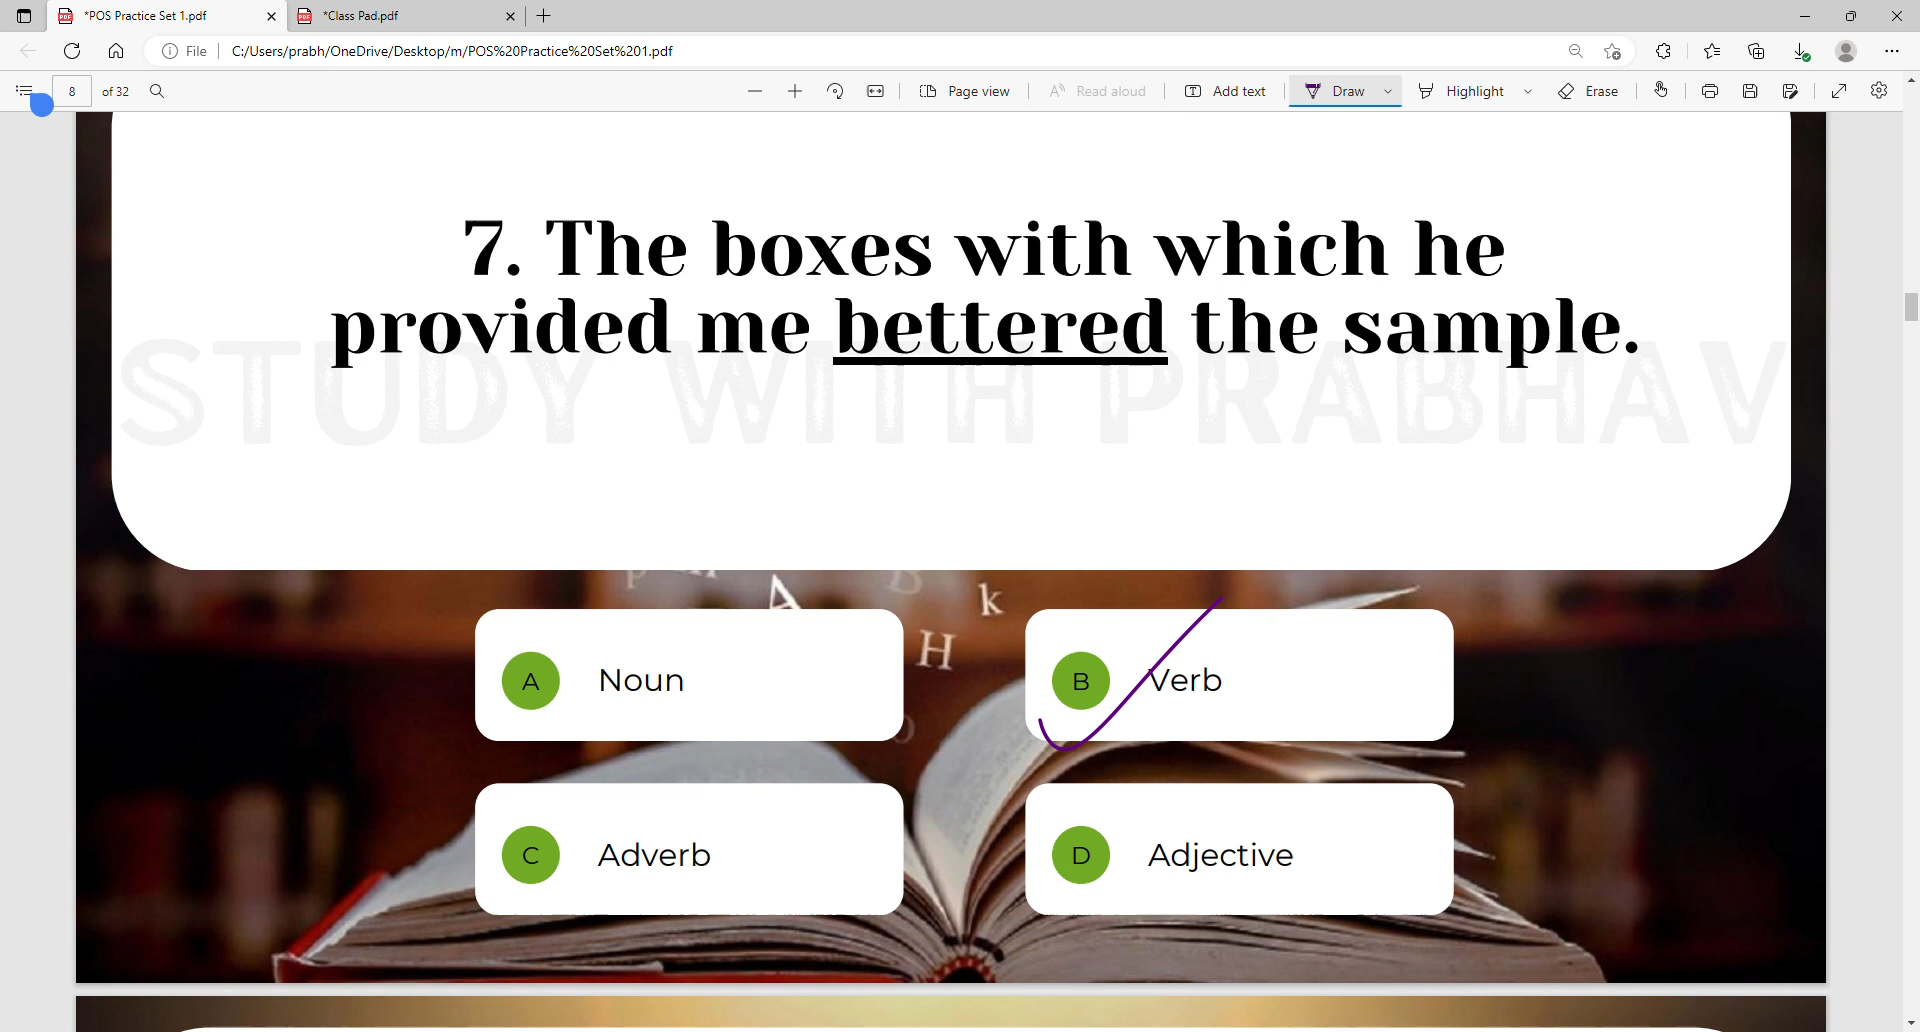 *POS Practice Set 1.pdf
*Class Pad.pdf
File
C:/Users/prabh/OneDrive/Desktop/m/POS%20Practice%20Set%201.pdf
8 of 32
Page view
Read aloud
Add text
Draw
Highlight
Erase
7. The boxes with which he
provided me bettered the sample.
STUDY WITH PRABHAV
A
k
H
A Noun
B Verb
C Adverb
D Adjective